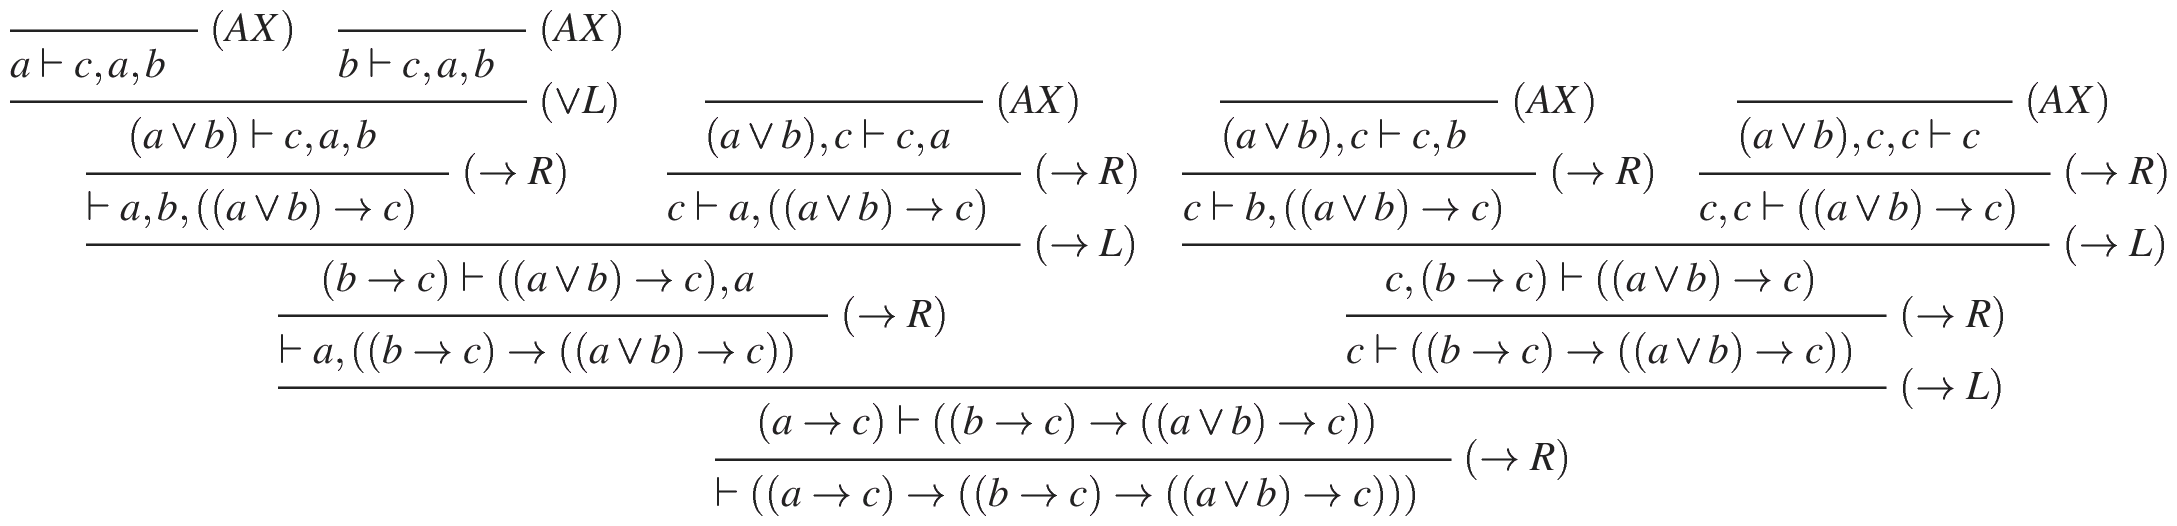 (AX) (AX)
a ⊢ c, a, b b ⊢ c, a, b
(∨L) (AX) (AX) (AX)
(a ∨ b) ⊢ c, a, b (a ∨ b), c ⊢ c, a (a ∨ b), c ⊢ c, b (a ∨ b), c, c ⊢ c
(→ R) (→ R) (→ R) (→ R)
⊢ a, b, ((a ∨ b) → c) c ⊢ a, ((a ∨ b) → c) c ⊢ b, ((a ∨ b) → c) c, c ⊢ ((a ∨ b) → c)
(→ L) (→ L)
(b → c) ⊢ ((a ∨ b) → c), a c, (b → c) ⊢ ((a ∨ b) → c)
(→ R) (→ R)
⊢ a, ((b → c) → ((a ∨ b) → c)) c ⊢ ((b → c) → ((a ∨ b) → c))
(→ L)
(a → c) ⊢ ((b → c) → ((a ∨ b) → c))
(→ R)
⊢ ((a → c) → ((b → c) → ((a ∨ b) → c)))